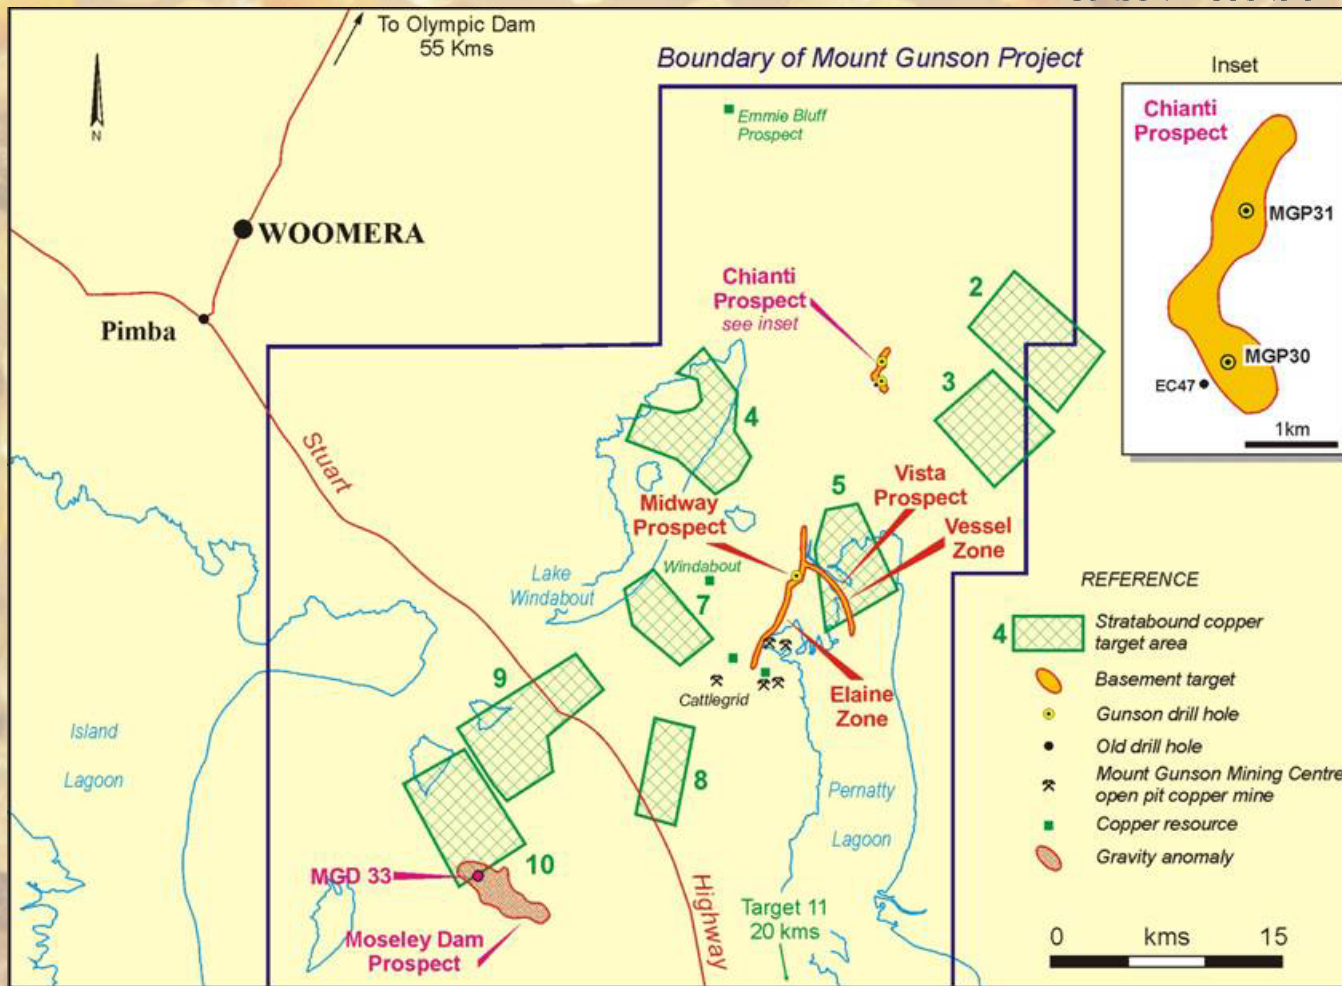 To Olympic Dam
55 Kms
Boundary of Mount Gunson Project
N
Emmie Bluff
Prospect
WOOMERA
Pimba
Chianti
Prospect
see inset
2
3
4
Stuart
Midway
Prospect
5
Vista
Prospect
Vessel
Zone
Lake
Windabout
Windabout
7
Cattlegrid
Elaine
Zone
9
8
Island
Lagoon
Pernatty
Lagoon
10
MGD 33
Moseley Dam
Prospect
Highway
Target 11
20 kms
Inset
Chianti
Prospect
MGP31
MGP30
EC47
1km
REFERENCE
4
Stratabound copper
target area
Basement target
Gunson drill hole
Old drill hole
Mount Gunson Mining Centre
open pit copper mine
Copper resource
Gravity anomaly
0 kms 15